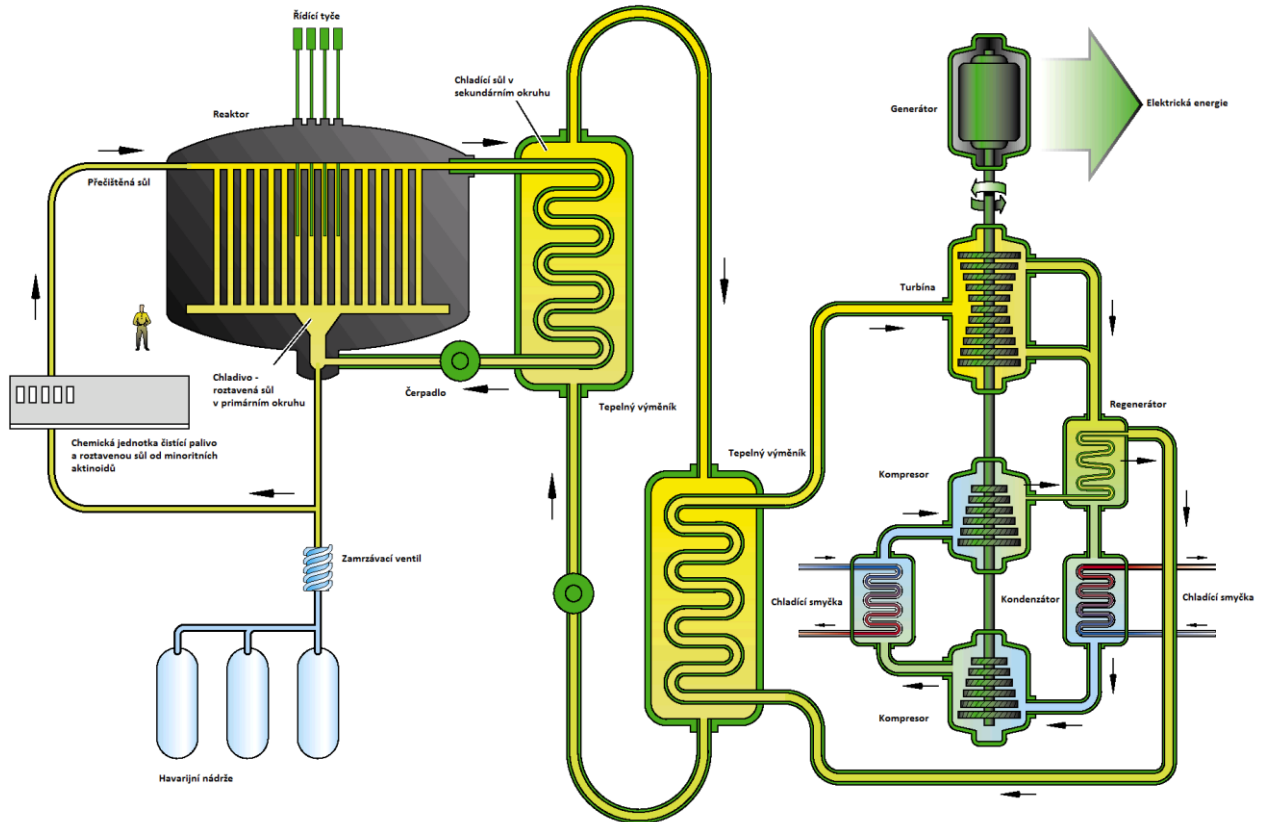 Řídící tyče
Reaktor
Chladící sůl v
sekundárním okruhu
Generátor
Elektrická energie
Přečištěná sůl
Turbína
Chladivo -
roztavená sůl
v primárním okruhu
Čerpadlo
Tepelný výměník
Regenerátor
Chemická jednotka čistící palivo
a roztavenou sůl od minoritních
aktinoidů
Tepelný výměník
Kompresor
Zamrzávací ventil
Chladící smyčka
Kondenzátor
Chladící smyčka
Kompresor
Havarijní nádrže